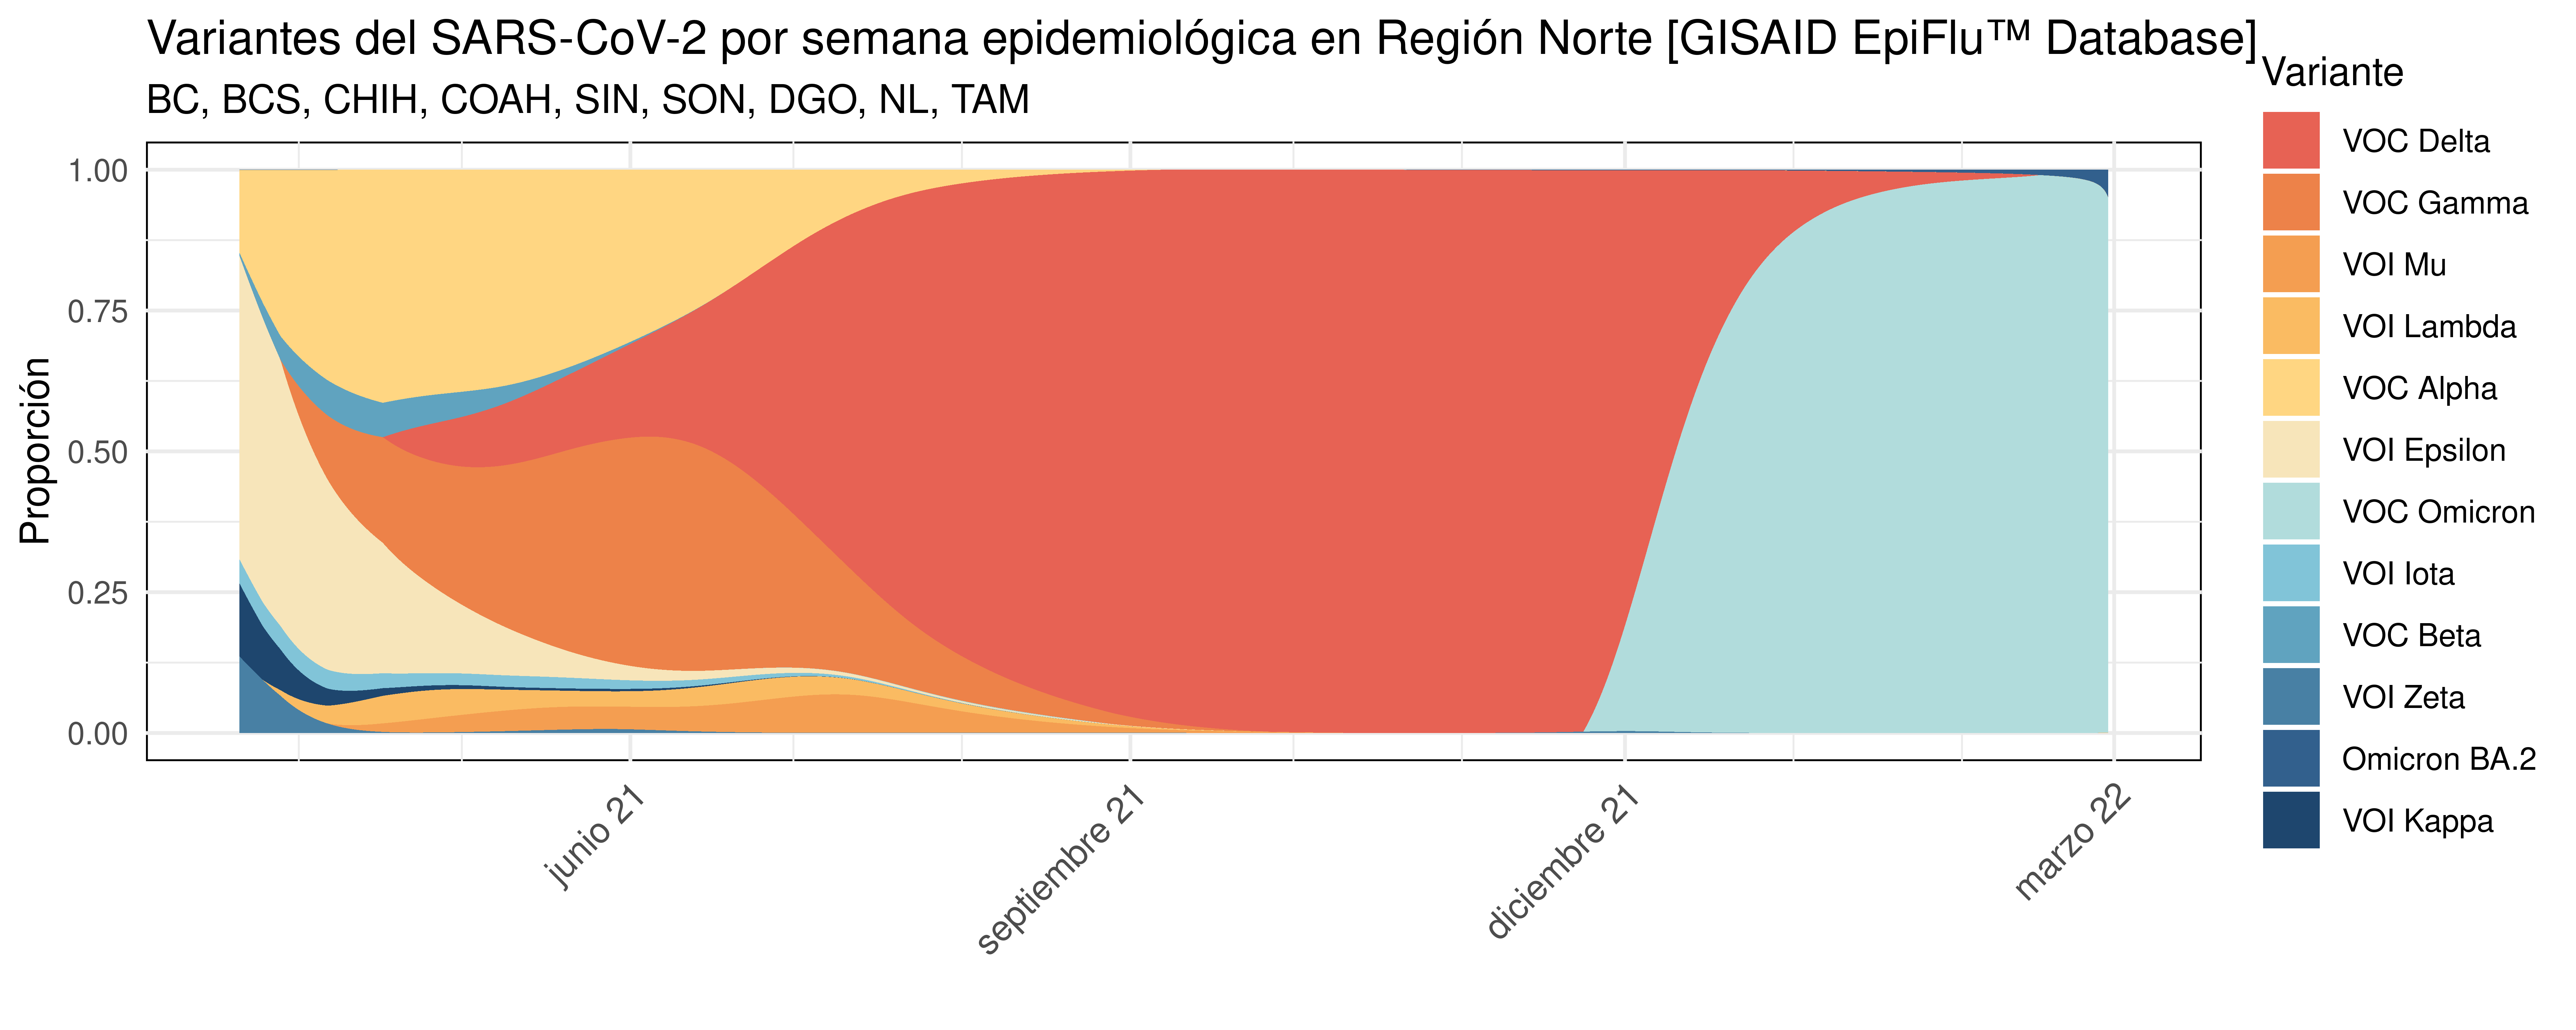 Variantes del SARS-CoV-2 por semana epidemiológica en Región Norte [GISAID EpiFlu™ Database]
BC, BCS, CHIH, COAH, SIN, SON, DGO, NL, TAM
Proporción
1.00
0.75
0.50
0.25
0.00
junio 21
septiembre 21
diciembre 21
marzo 22
Variante
VOC Delta
VOC Gamma
VOI Mu
VOI Lambda
VOC Alpha
VOI Epsilon
VOC Omicron
VOI Iota
VOC Beta
VOI Zeta
Omicron BA.2
VOI Kappa